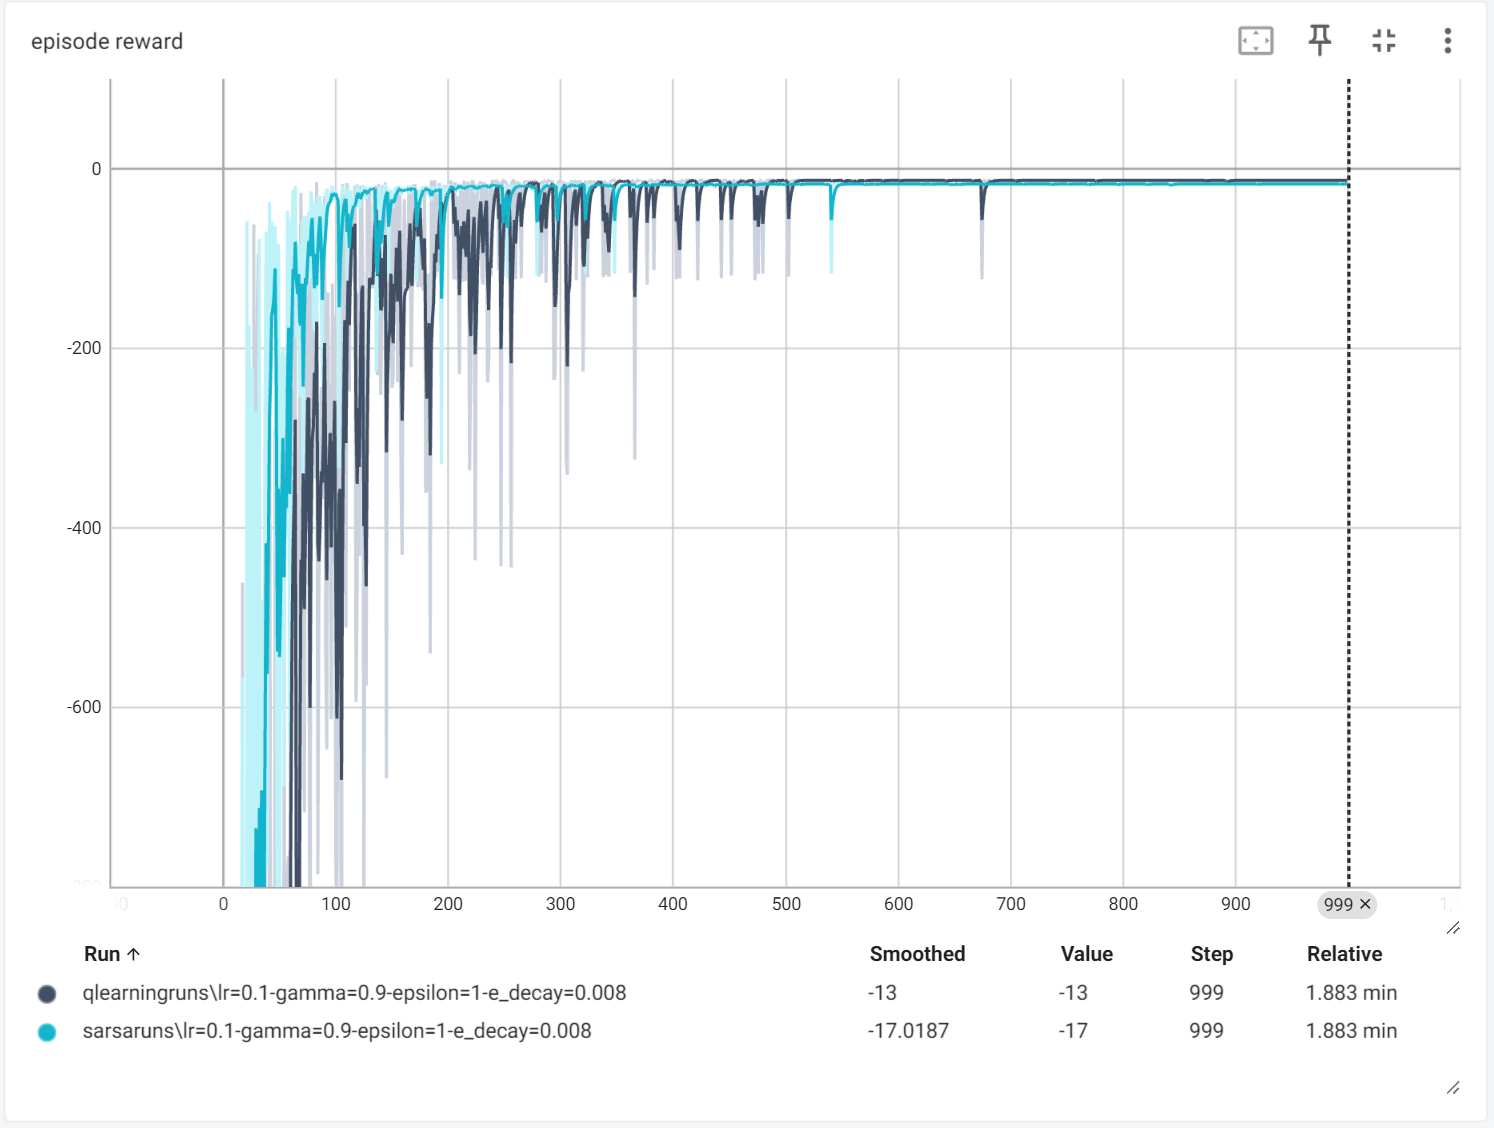 episode reward
0
-200
-400
-600
0 100 200 300 400 500 600 700 800 900 999 ×
Run ↑ Smoothed Value Step Relative
qlearningruns\lr=0.1-gamma=0.9-epsilon=1-e_decay=0.008 -13 -13 999 1.883 min
sarsaruns\lr=0.1-gamma=0.9-epsilon=1-e_decay=0.008 -17.0187 -17 999 1.883 min